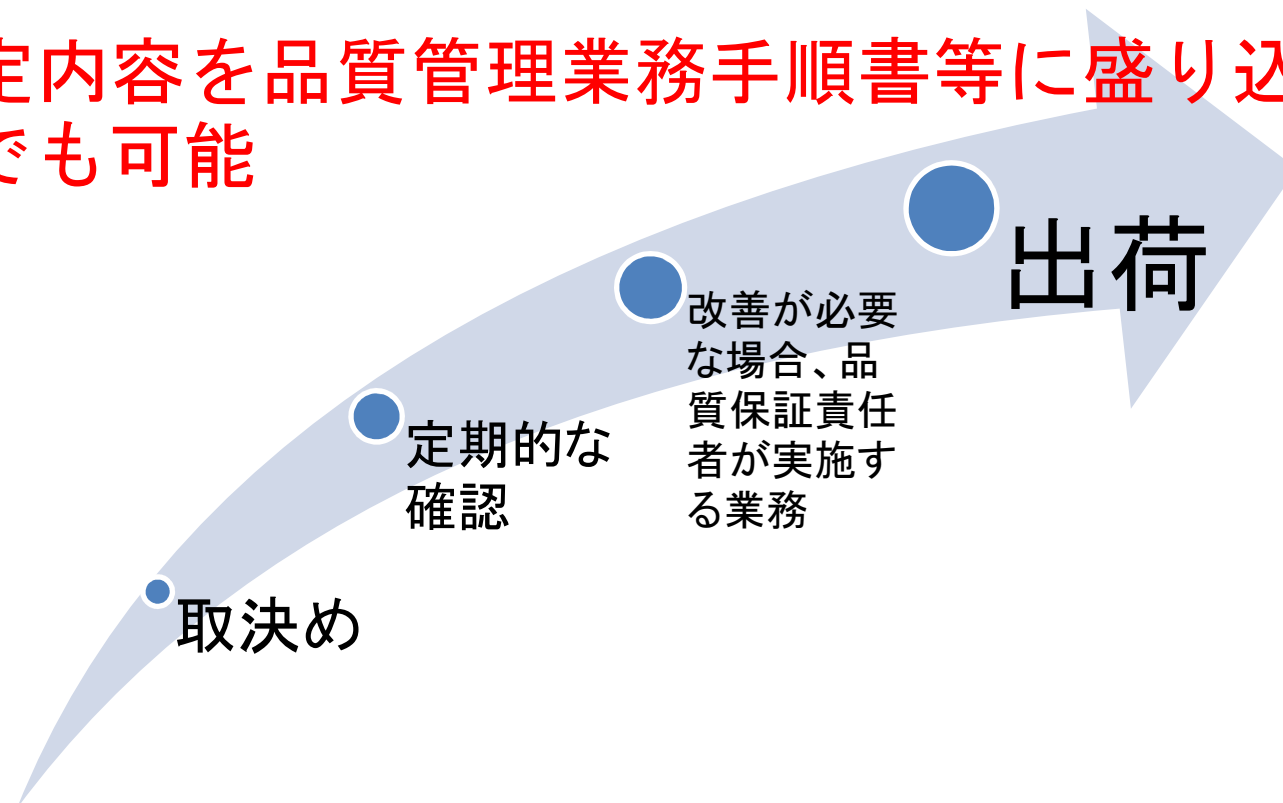 定内容を品質管理業務手順書等に盛り込
でも可能
出荷
改善が必要
な場合、品
質保証責任
者が実施す
る業務
定期的な
確認
取決め